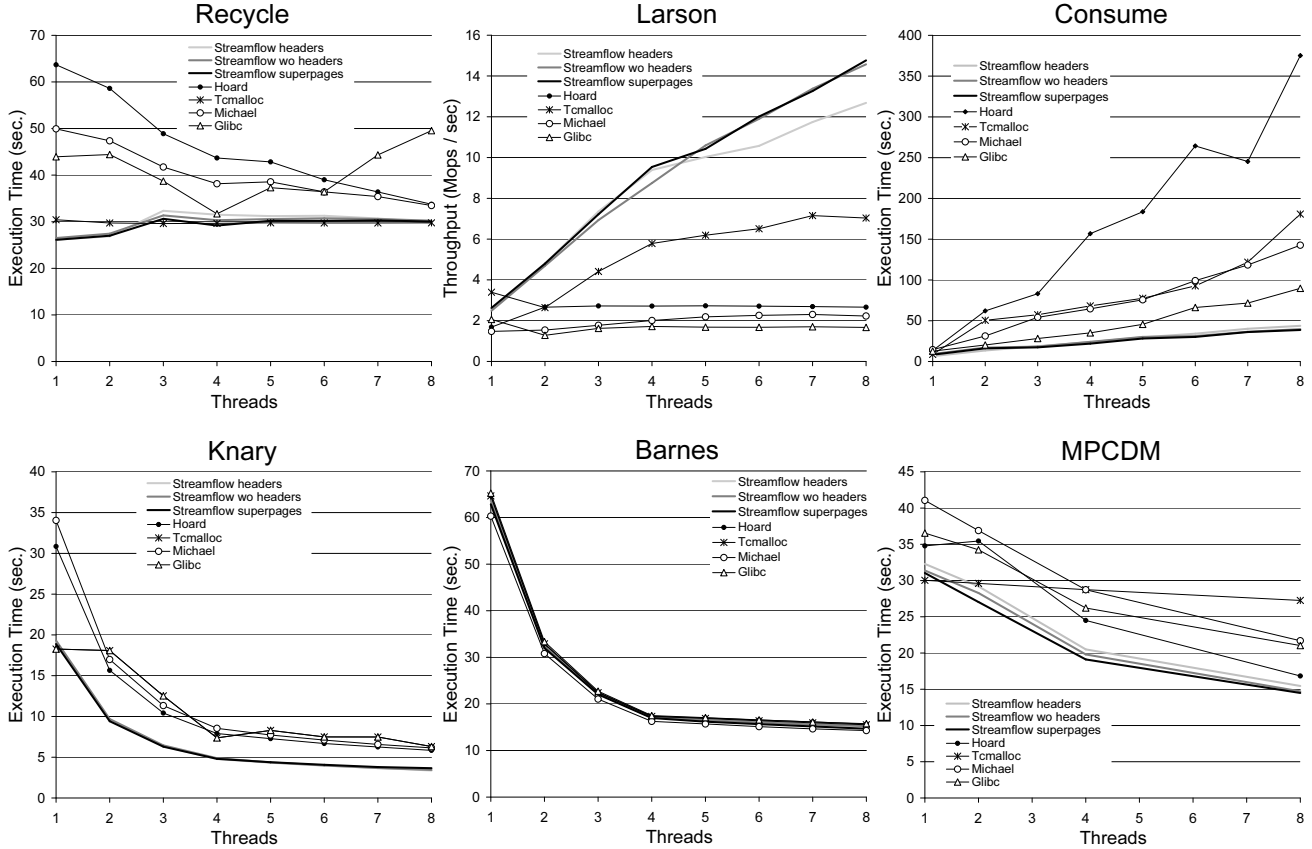 Recycle
Execution Time (sec.)
70
60
50
40
30
20
10
0
Streamflow headers
Streamflow wo headers
Streamflow superpages
Hoard
Tcmalloc
Michael
Glibc
1 2 3 4 5 6 7 8
Threads
Larson
Throughput (Mops / sec)
16
14
12
10
8
6
4
2
0
Streamflow headers
Streamflow wo headers
Streamflow superpages
Hoard
Tcmalloc
Michael
Glibc
1 2 3 4 5 6 7 8
Threads
Consume
Execution Time (sec.)
400
350
300
250
200
150
100
50
0
Streamflow headers
Streamflow wo headers
Streamflow superpages
Hoard
Tcmalloc
Michael
Glibc
1 2 3 4 5 6 7 8
Threads
Knary
Execution Time (sec.)
40
35
30
25
20
15
10
5
0
Streamflow headers
Streamflow wo headers
Streamflow superpages
Hoard
Tcmalloc
Michael
Glibc
1 2 3 4 5 6 7 8
Threads
Barnes
Execution Time (sec.)
70
60
50
40
30
20
10
0
Streamflow headers
Streamflow wo headers
Streamflow superpages
Hoard
Tcmalloc
Michael
Glibc
1 2 3 4 5 6 7 8
Threads
MPCDM
Execution Time (sec.)
45
40
35
30
25
20
15
10
5
0
Streamflow headers
Streamflow wo headers
Streamflow superpages
Hoard
Tcmalloc
Michael
Glibc
1 2 3 4 5 6 7 8
Threads